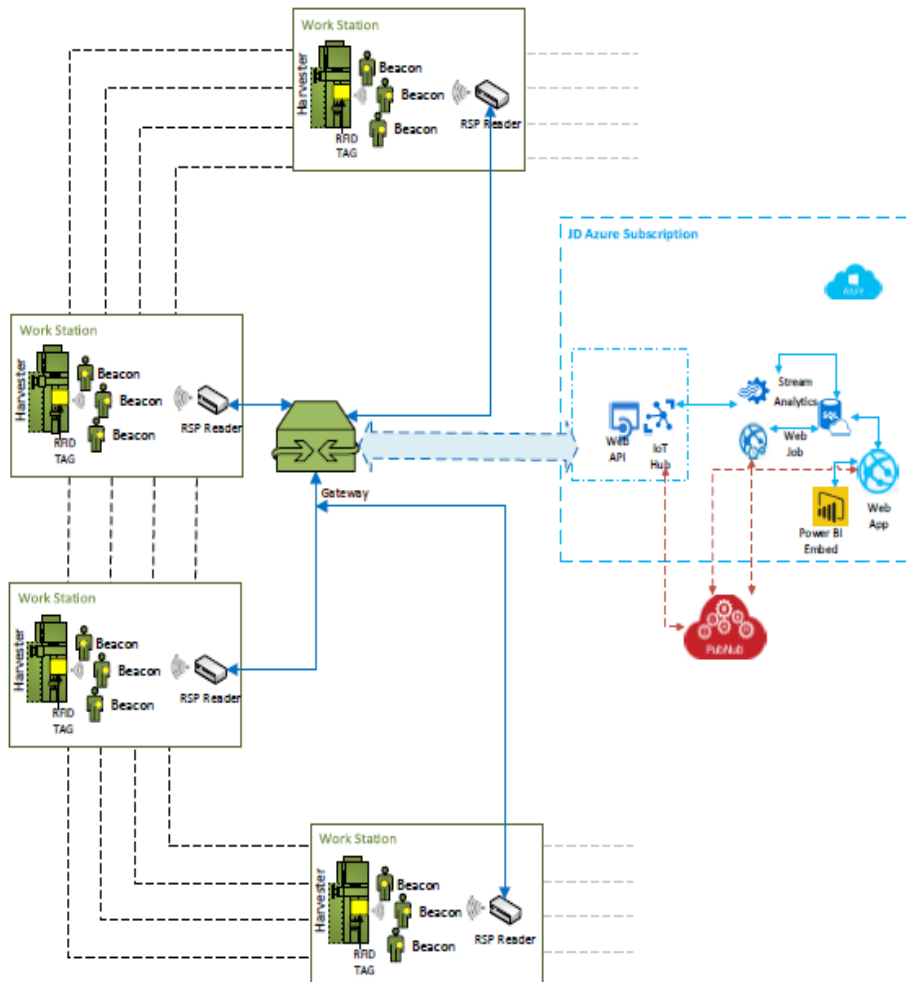 Work Station
Harvester
Beacon
Beacon
Beacon
RFID
TAG
RSP Reader
JD Azure Subscription
Azure
Work Station
Harvester
Beacon
Beacon
Beacon
RFID
TAG
RSP Reader
Gateway
Web
API
IoT
Hub
Stream
Analytics
SQL
Web
Job
Web
App
Power BI
Embed
PubNub
Work Station
Harvester
Beacon
Beacon
Beacon
RFID
TAG
RSP Reader
Work Station
Harvester
Beacon
Beacon
Beacon
RFID
TAG
RSP Reader